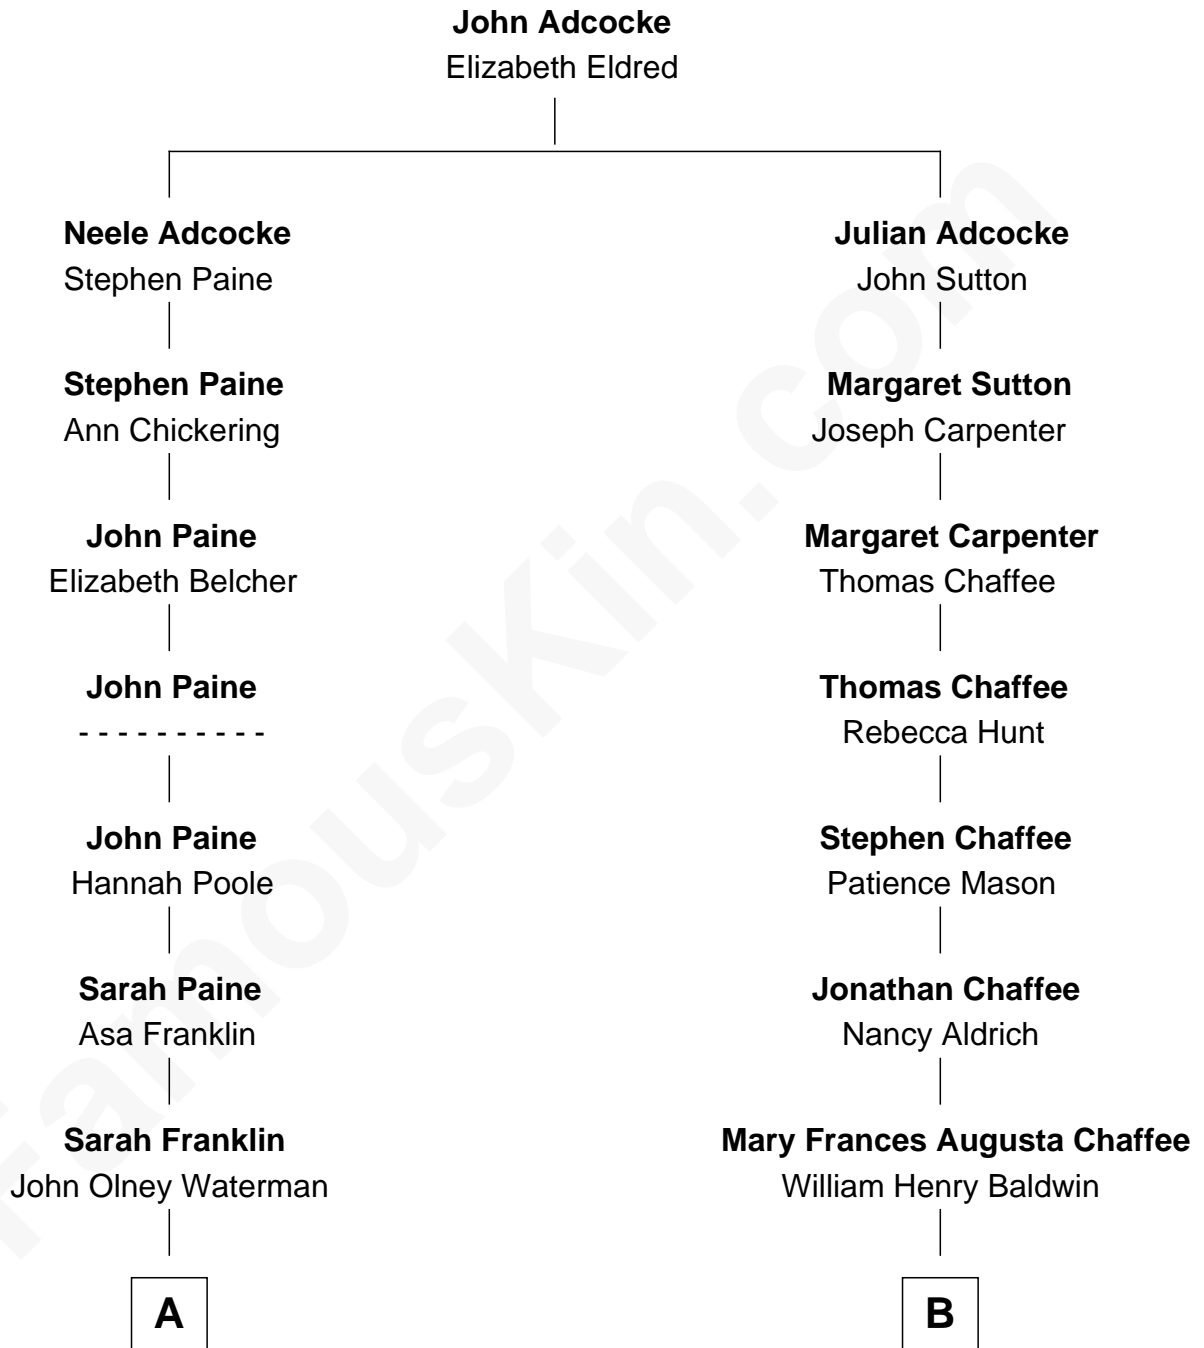 John Adcocke
Elizabeth Eldred
Neele Adcocke
Stephen Paine
Julian Adcocke
John Sutton
Stephen Paine
Ann Chickering
Margaret Sutton
Joseph Carpenter
John Paine
Elizabeth Belcher
Margaret Carpenter
Thomas Chaffee
John Paine
- - - - - - - - - -
Thomas Chaffee
Rebecca Hunt
John Paine
Hannah Poole
Stephen Chaffee
Patience Mason
Sarah Paine
Asa Franklin
Jonathan Chaffee
Nancy Aldrich
Sarah Franklin
John Olney Waterman
Mary Frances Augusta Chaffee
William Henry Baldwin
A
B
FamousKin.com